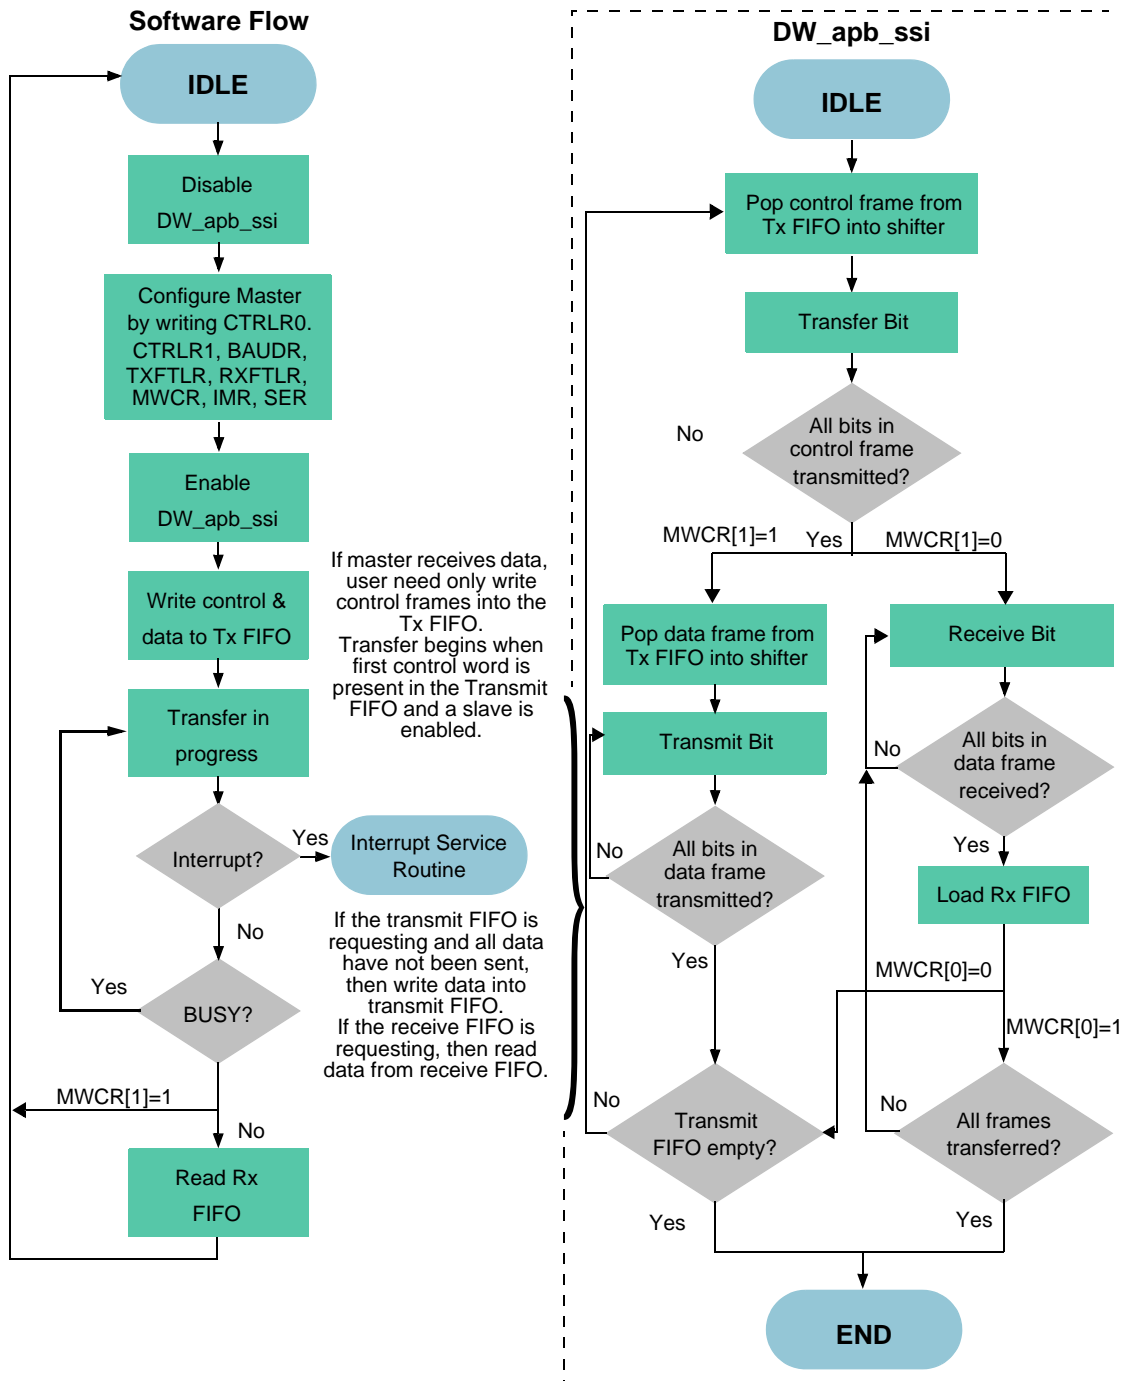 Software Flow
IDLE
Disable
DW_apb_ssi
Configure Master
by writing CTRLR0.
CTRLR1, BAUDR,
TXFTLR, RXFTLR,
MWCR, IMR, SER
Enable
DW_apb_ssi
Write control &
data to Tx FIFO
If master receives data,
user need only write
control frames into the
Tx FIFO.
Transfer begins when
first control word is
present in the Transmit
FIFO and a slave is
enabled.
Transfer in
progress
Interrupt?
Yes
Interrupt Service
Routine
No
If the transmit FIFO is
requesting and all data
have not been sent,
then write data into
transmit FIFO.
If the receive FIFO is
requesting, then read
data from receive FIFO.
Yes
BUSY?
MWCR[1]=1
No
Read Rx
FIFO
DW_apb_ssi
IDLE
Pop control frame from
Tx FIFO into shifter
Transfer Bit
No
All bits in
control frame
transmitted?
MWCR[1]=1
Yes
MWCR[1]=0
Pop data frame from
Tx FIFO into shifter
Receive Bit
Transmit Bit
No
All bits in
data frame
received?
No
All bits in
data frame
transmitted?
Yes
Load Rx FIFO
Yes
MWCR[0]=0
MWCR[0]=1
No
Transmit
FIFO empty?
No
All frames
transferred?
Yes
Yes
END